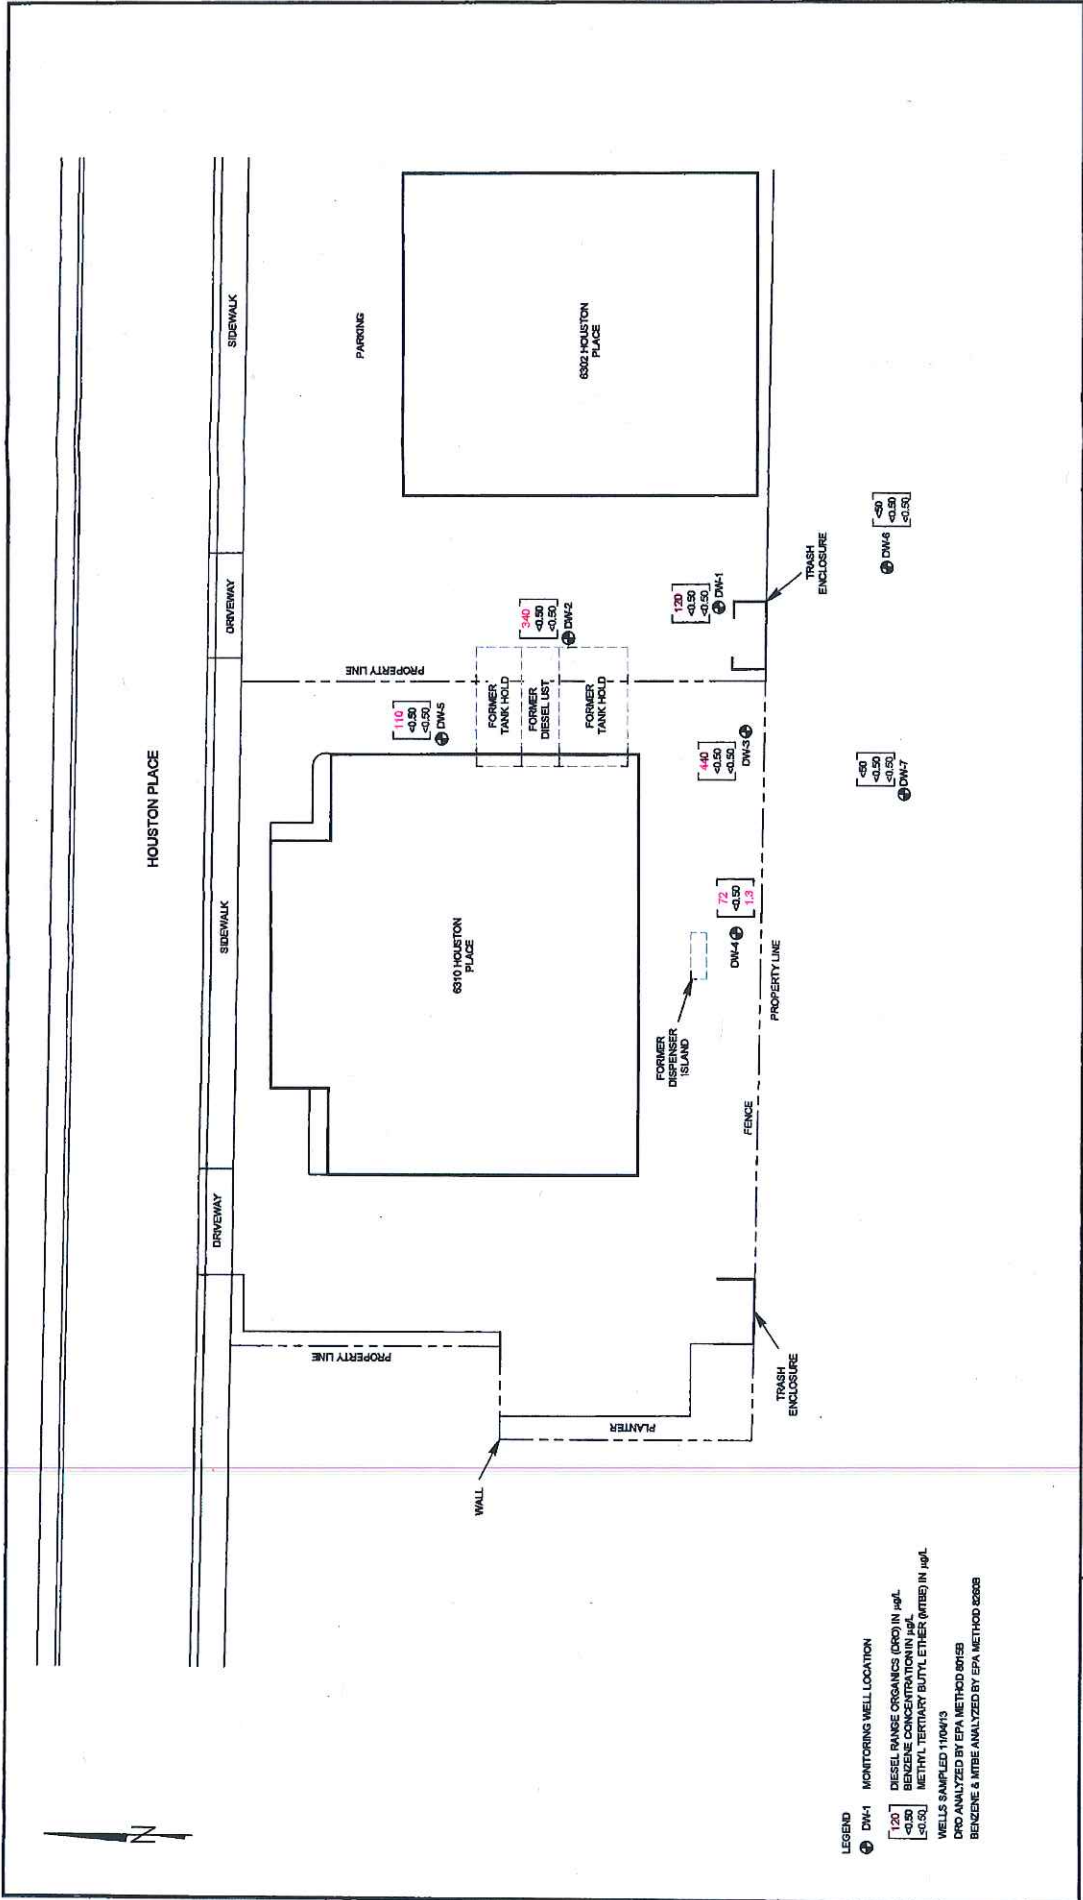 HOUSTON PLACE
SIDEWALK
DRIVEWAY
SIDEWALK
DRIVEWAY
PARKING
PROPERTY LINE
PROPERTY LINE
110
<0.50
<0.50
DW-5
6302 HOUSTON
PLACE
6310 HOUSTON
PLACE
FORMER
TANK HOLD
FORMER
DIESEL UST
FORMER
TANK HOLD
340
<0.50
<0.50
DW-2
WALL
PLANTER
120
<0.50
<0.50
DW-1
440
<0.50
<0.50
DW-3
FORMER
DISPENSER
ISLAND
72
<0.50
1.3
DW-4
FENCE
PROPERTY LINE
TRASH
ENCLOSURE
TRASH
ENCLOSURE
<50
<0.50
<0.50
DW-7
<50
<0.50
<0.50
DW-6
N
LEGEND
DW-1 MONITORING WELL LOCATION
120 DIESEL RANGE ORGANICS (DRO) IN µg/L
<0.50 BENZENE CONCENTRATION IN µg/L
<0.50 METHYL TERTIARY BUTYL ETHER (MTBE) IN µg/L
WELLS SAMPLED 11/04/13
DRO ANALYZED BY EPA METHOD 8015B
BENZENE & MTBE ANALYZED BY EPA METHOD 8260B